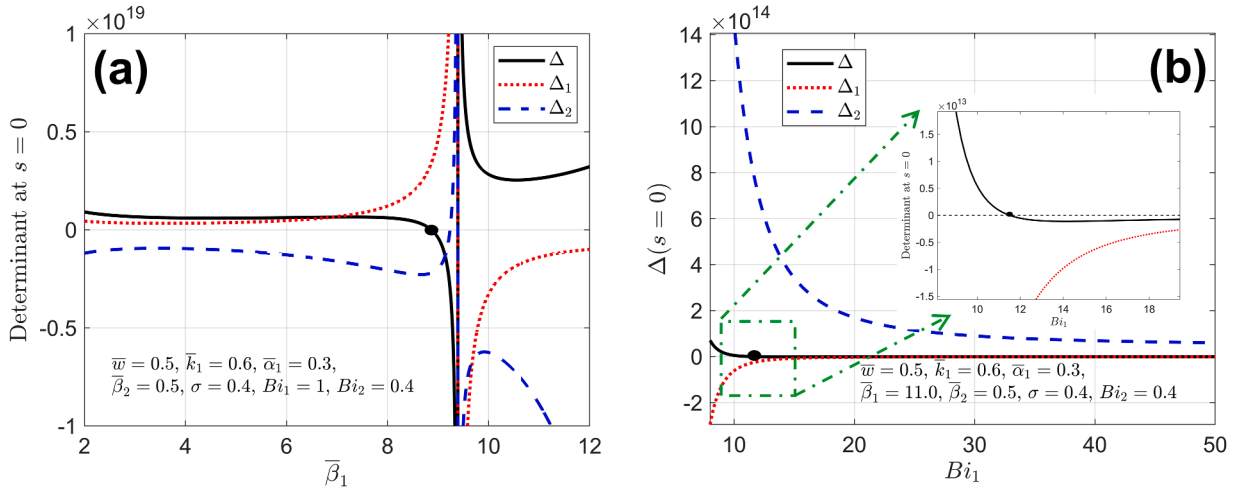 ×10^19
(a)
Δ
Δ₁
Δ₂
1
0.5
0
-0.5
-1
Determinant at s = 0
w̅ = 0.5, k̅₁ = 0.6, α̅₁ = 0.3,
β̅₂ = 0.5, σ = 0.4, Bi₁ = 1, Bi₂ = 0.4
2 4 6 8 10 12
β̅₁
×10^14
(b)
Δ
Δ₁
Δ₂
14
12
10
8
6
4
2
0
-2
Δ(s = 0)
×10^13
1.5
1
0.5
0
-0.5
-1
-1.5
Determinant at s = 0
10 12 14 16 18
Bi₁
w̅ = 0.5, k̅₁ = 0.6, α̅₁ = 0.3,
β̅₁ = 11.0, β̅₂ = 0.5, σ = 0.4, Bi₂ = 0.4
10 20 30 40 50
Bi₁